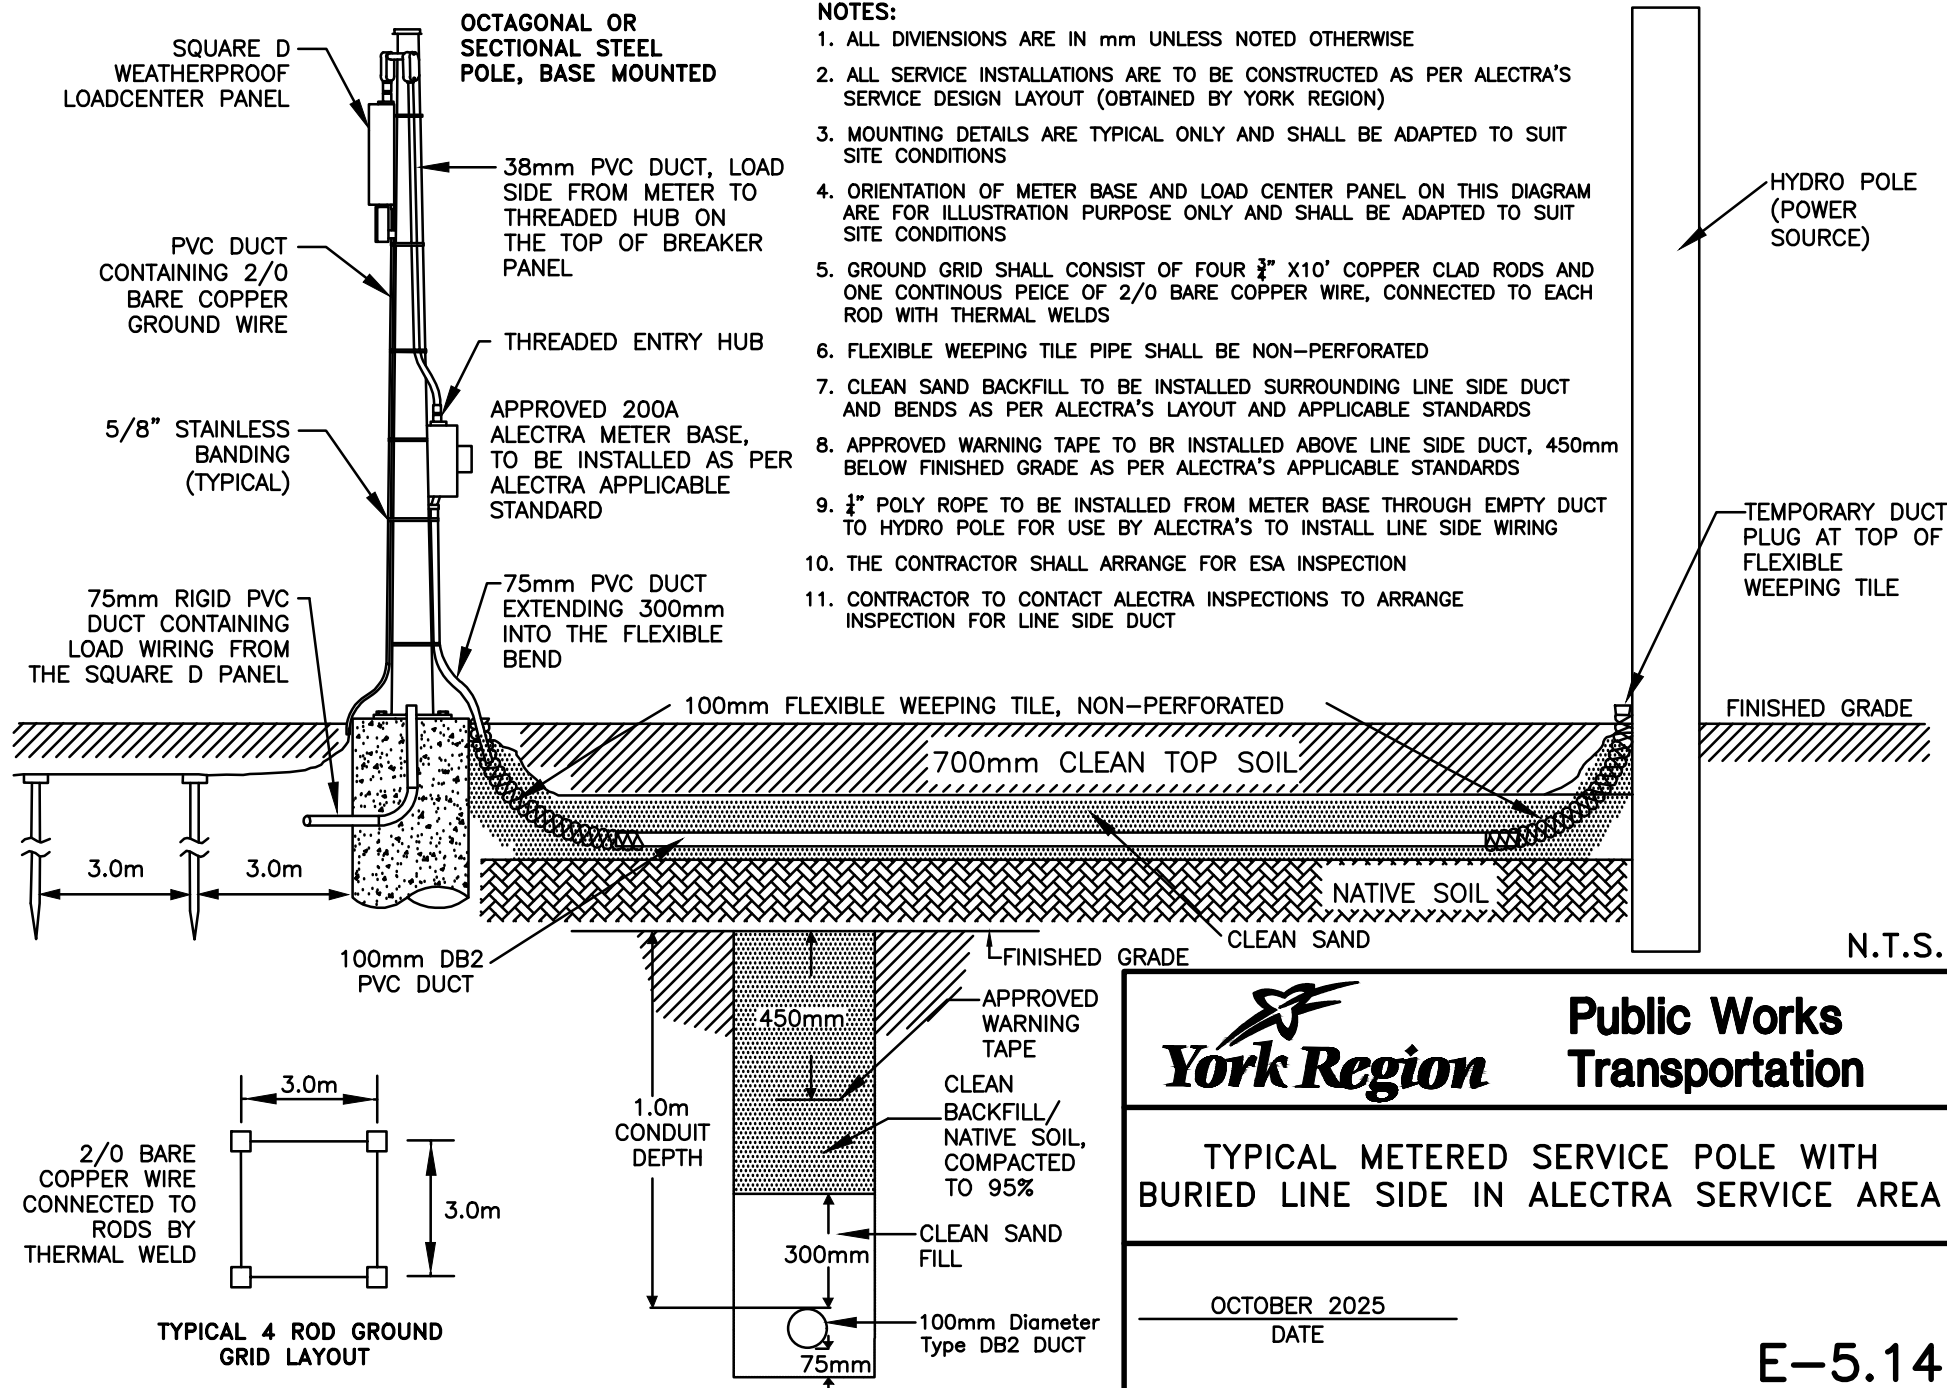 OCTAGONAL OR
SECTIONAL STEEL
POLE, BASE MOUNTED
SQUARE D
WEATHERPROOF
LOADCENTER PANEL
38mm PVC DUCT, LOAD
SIDE FROM METER TO
THREADED HUB ON
THE TOP OF BREAKER
PANEL
PVC DUCT
CONTAINING 2/0
BARE COPPER
GROUND WIRE
THREADED ENTRY HUB
5/8" STAINLESS
BANDING
(TYPICAL)
APPROVED 200A
ALECTRA METER BASE,
TO BE INSTALLED AS PER
ALECTRA APPLICABLE
STANDARD
75mm RIGID PVC
DUCT CONTAINING
LOAD WIRING FROM
THE SQUARE D PANEL
75mm PVC DUCT
EXTENDING 300mm
INTO THE FLEXIBLE
BEND
NOTES:
1. ALL DIVIENSIONS ARE IN mm UNLESS NOTED OTHERWISE
2. ALL SERVICE INSTALLATIONS ARE TO BE CONSTRUCTED AS PER ALECTRA'S
SERVICE DESIGN LAYOUT (OBTAINED BY YORK REGION)
3. MOUNTING DETAILS ARE TYPICAL ONLY AND SHALL BE ADAPTED TO SUIT
SITE CONDITIONS
4. ORIENTATION OF METER BASE AND LOAD CENTER PANEL ON THIS DIAGRAM
ARE FOR ILLUSTRATION PURPOSE ONLY AND SHALL BE ADAPTED TO SUIT
SITE CONDITIONS
5. GROUND GRID SHALL CONSIST OF FOUR 3/4" X10' COPPER CLAD RODS AND
ONE CONTINOUS PEICE OF 2/0 BARE COPPER WIRE, CONNECTED TO EACH
ROD WITH THERMAL WELDS
6. FLEXIBLE WEEPING TILE PIPE SHALL BE NON-PERFORATED
7. CLEAN SAND BACKFILL TO BE INSTALLED SURROUNDING LINE SIDE DUCT
AND BENDS AS PER ALECTRA'S LAYOUT AND APPLICABLE STANDARDS
8. APPROVED WARNING TAPE TO BR INSTALLED ABOVE LINE SIDE DUCT, 450mm
BELOW FINISHED GRADE AS PER ALECTRA'S APPLICABLE STANDARDS
9. 1/4" POLY ROPE TO BE INSTALLED FROM METER BASE THROUGH EMPTY DUCT
TO HYDRO POLE FOR USE BY ALECTRA'S TO INSTALL LINE SIDE WIRING
10. THE CONTRACTOR SHALL ARRANGE FOR ESA INSPECTION
11. CONTRACTOR TO CONTACT ALECTRA INSPECTIONS TO ARRANGE
INSPECTION FOR LINE SIDE DUCT
HYDRO POLE
(POWER
SOURCE)
TEMPORARY DUCT
PLUG AT TOP OF
FLEXIBLE
WEEPING TILE
100mm FLEXIBLE WEEPING TILE, NON-PERFORATED
FINISHED GRADE
700mm CLEAN TOP SOIL
3.0m
3.0m
NATIVE SOIL
CLEAN SAND
100mm DB2
PVC DUCT
FINISHED GRADE
450mm
APPROVED
WARNING
TAPE
1.0m
CONDUIT
DEPTH
CLEAN
BACKFILL/
NATIVE SOIL,
COMPACTED
TO 95%
300mm
CLEAN SAND
FILL
100mm Diameter
Type DB2 DUCT
75mm
3.0m
2/0 BARE
COPPER WIRE
CONNECTED TO
RODS BY
THERMAL WELD
3.0m
TYPICAL 4 ROD GROUND
GRID LAYOUT
N.T.S.
York Region
Public Works
Transportation
TYPICAL METERED SERVICE POLE WITH
BURIED LINE SIDE IN ALECTRA SERVICE AREA
OCTOBER 2025
DATE
E-5.14